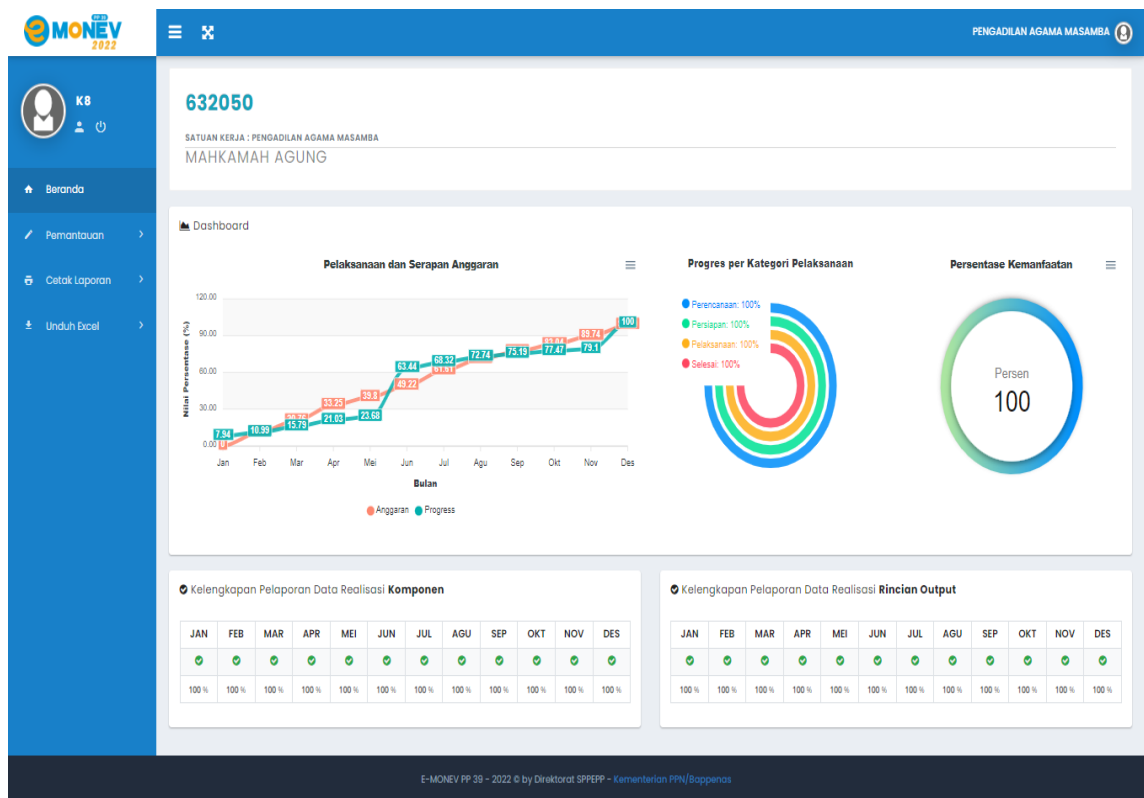 PP 39
eMONEV
2022
PENGADILAN AGAMA MASAMBA
K8
Beranda
Pemantauan
Cetak Laporan
Unduh Excel
632050
SATUAN KERJA : PENGADILAN AGAMA MASAMBA
MAHKAMAH AGUNG
Dashboard
Pelaksanaan dan Serapan Anggaran
Nilai Persentase (%)
120.00
90.00
60.00
30.00
0.00
7.94 10.99 15.79 21.03 23.68 63.44 68.32 72.74 75.19 77.47 79.1 100
0 33.25 39.8 49.22 89.74
Jan Feb Mar Apr Mei Jun Jul Agu Sep Okt Nov Des
Bulan
Anggaran Progress
Progres per Kategori Pelaksanaan
Perencanaan: 100%
Persiapan: 100%
Pelaksanaan: 100%
Selesai: 100%
Persentase Kemanfaatan
Persen
100
Kelengkapan Pelaporan Data Realisasi Komponen
JAN FEB MAR APR MEI JUN JUL AGU SEP OKT NOV DES
100 % 100 % 100 % 100 % 100 % 100 % 100 % 100 % 100 % 100 % 100 % 100 %
Kelengkapan Pelaporan Data Realisasi Rincian Output
JAN FEB MAR APR MEI JUN JUL AGU SEP OKT NOV DES
100 % 100 % 100 % 100 % 100 % 100 % 100 % 100 % 100 % 100 % 100 % 100 %
E-MONEV PP 39 - 2022 © by Direktorat SPPEPP - Kementerian PPN/Bappenas